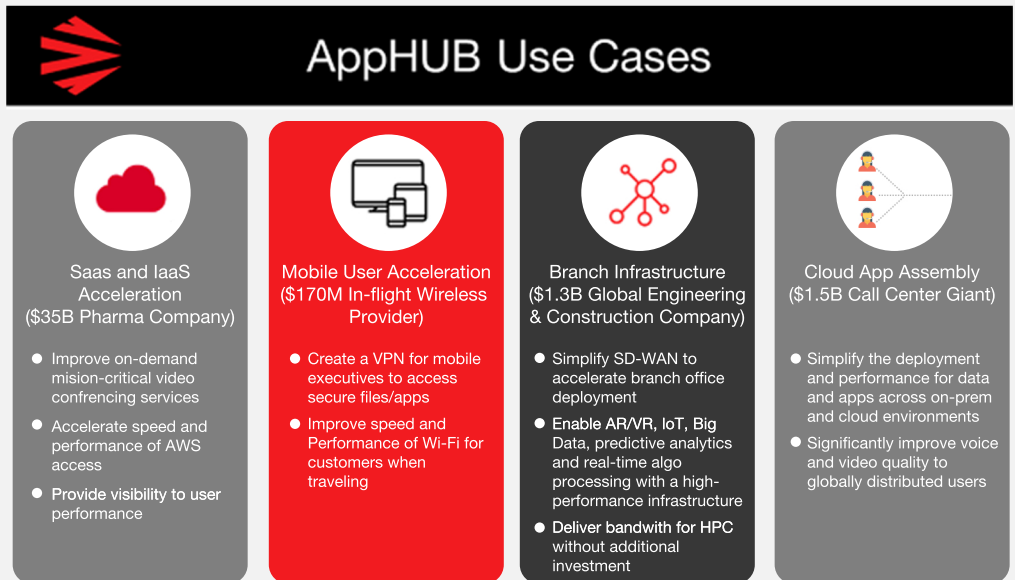 AppHUB Use Cases
Saas and IaaS
Acceleration
($35B Pharma Company)
Improve on-demand
mision-critical video
confrencing services
Accelerate speed and
performance of AWS
access
Provide visibility to user
performance
Mobile User Acceleration
($170M In-flight Wireless
Provider)
Create a VPN for mobile
executives to access
secure files/apps
Improve speed and
Performance of Wi-Fi for
customers when
traveling
Branch Infrastructure
($1.3B Global Engineering
& Construction Company)
Simplify SD-WAN to
accelerate branch office
deployment
Enable AR/VR, IoT, Big
Data, predictive analytics
and real-time algo
processing with a high-
performance infrastructure
Deliver bandwith for HPC
without additional
investment
Cloud App Assembly
($1.5B Call Center Giant)
Simplify the deployment
and performance for data
and apps across on-prem
and cloud environments
Significantly improve voice
and video quality to
globally distributed users